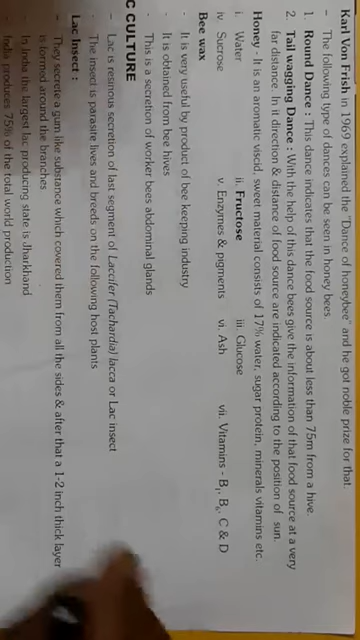 Karl Von Frish in 1969 explained the 'Dance of honeybee' and he got noble prize for that.
- The following type of dances can be seen in honey bees.
1. Round Dance : This dance indicates that the food source is about less than 75m from a hive.
2. Tail wagging Dance : With the help of this dance bees give the information of that food source at a very
far distance. In it direction & distance of food source are indicated according to the position of sun.
Honey - It is an aromatic viscid, sweet material consists of 17% water, sugar protein, minerals vitamins etc.
i. Water ii. Fructose iii. Glucose
iv. Sucrose v. Enzymes & pigments vi. Ash vii. Vitamins - B₁, B₆, C & D
Bee wax
- It is very useful by product of bee keeping industry
- It is obtained from bee hives
- This is a secretion of worker bees abdominal glands
C CULTURE
- Lac is resinous secretion of last segment of Laccifer (Tachardia) lacca or Lac insect
- The insect is parasite lives and breeds on the following host plants
Lac Insect :
- They secrete a gum like substance which covered them from all the sides & after that a 1-2 inch thick layer
is formed around the branches
- In India the largest lac producing state is Jharkhand
- India produces 75% of the total world production